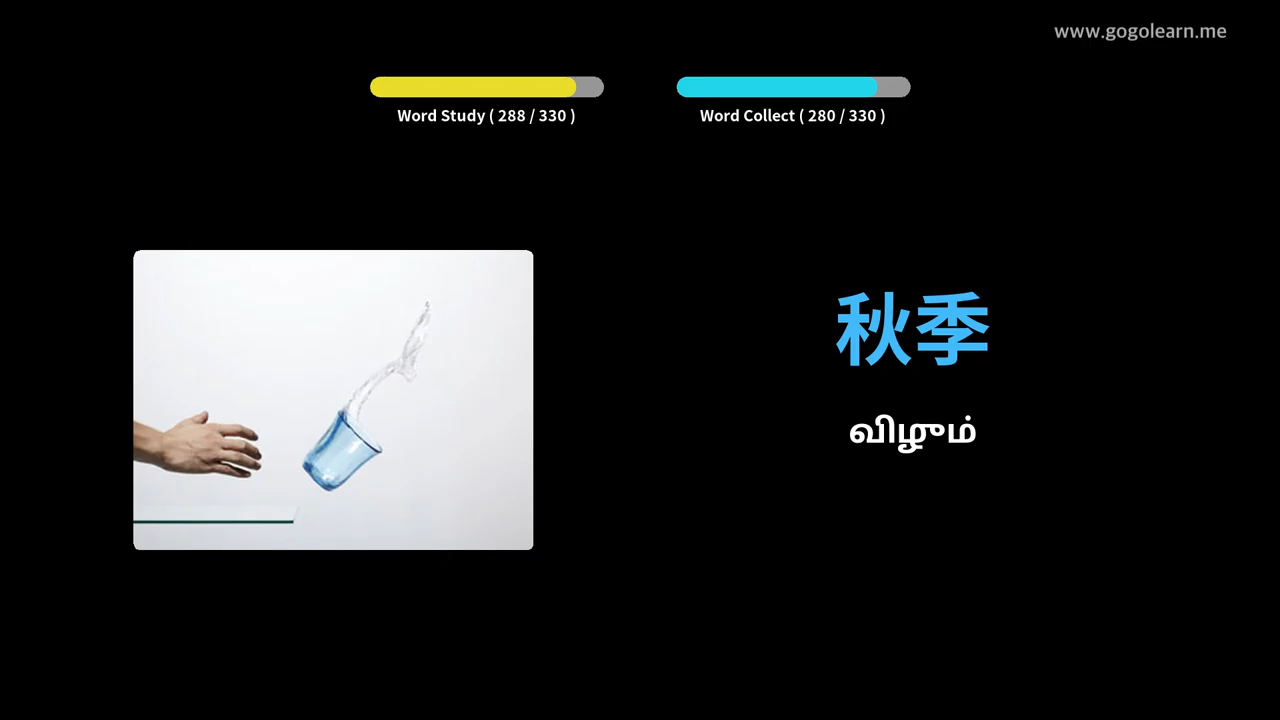 www.gogolearn.me
Word Study ( 288 / 330 )
Word Collect ( 280 / 330 )
秋季
விழும்